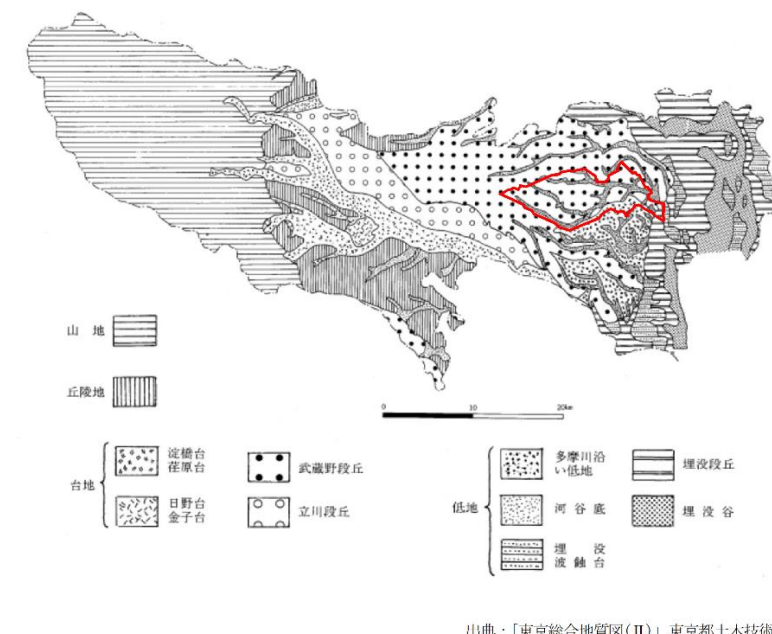 山 地
丘陵地
0 10 20km
台地
淀橋台
荏原台
武蔵野段丘
日野台
金子台
立川段丘
低地
多摩川沿
い低地
埋没段丘
河谷底
埋没谷
埋没
波蝕台
出典:「東京総合地質図(Ⅱ)」東京都土木技術